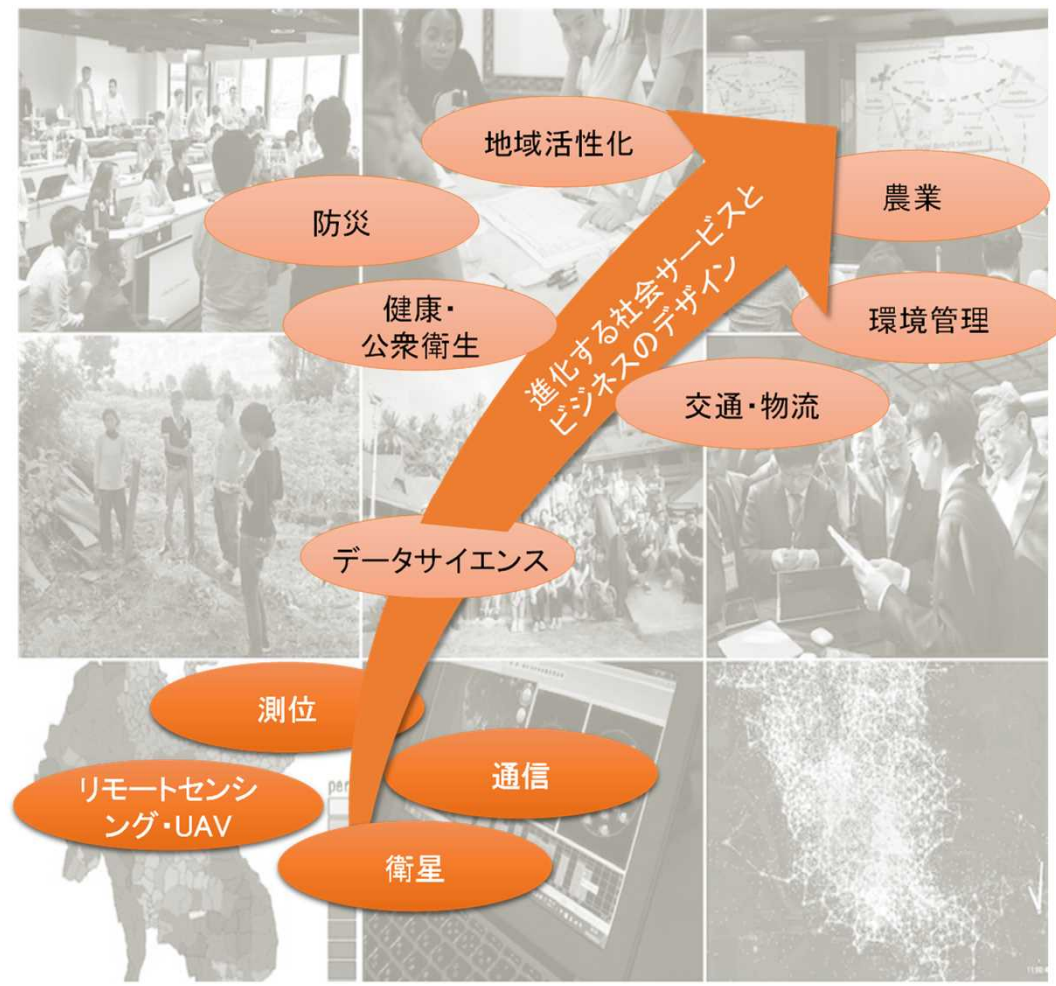 地域活性化
農業
防災
進化する社会サービスと
ビジネスのデザイン
健康・
公衆衛生
環境管理
交通・物流
データサイエンス
測位
通信
リモートセンシ
ング・UAV
衛星
per